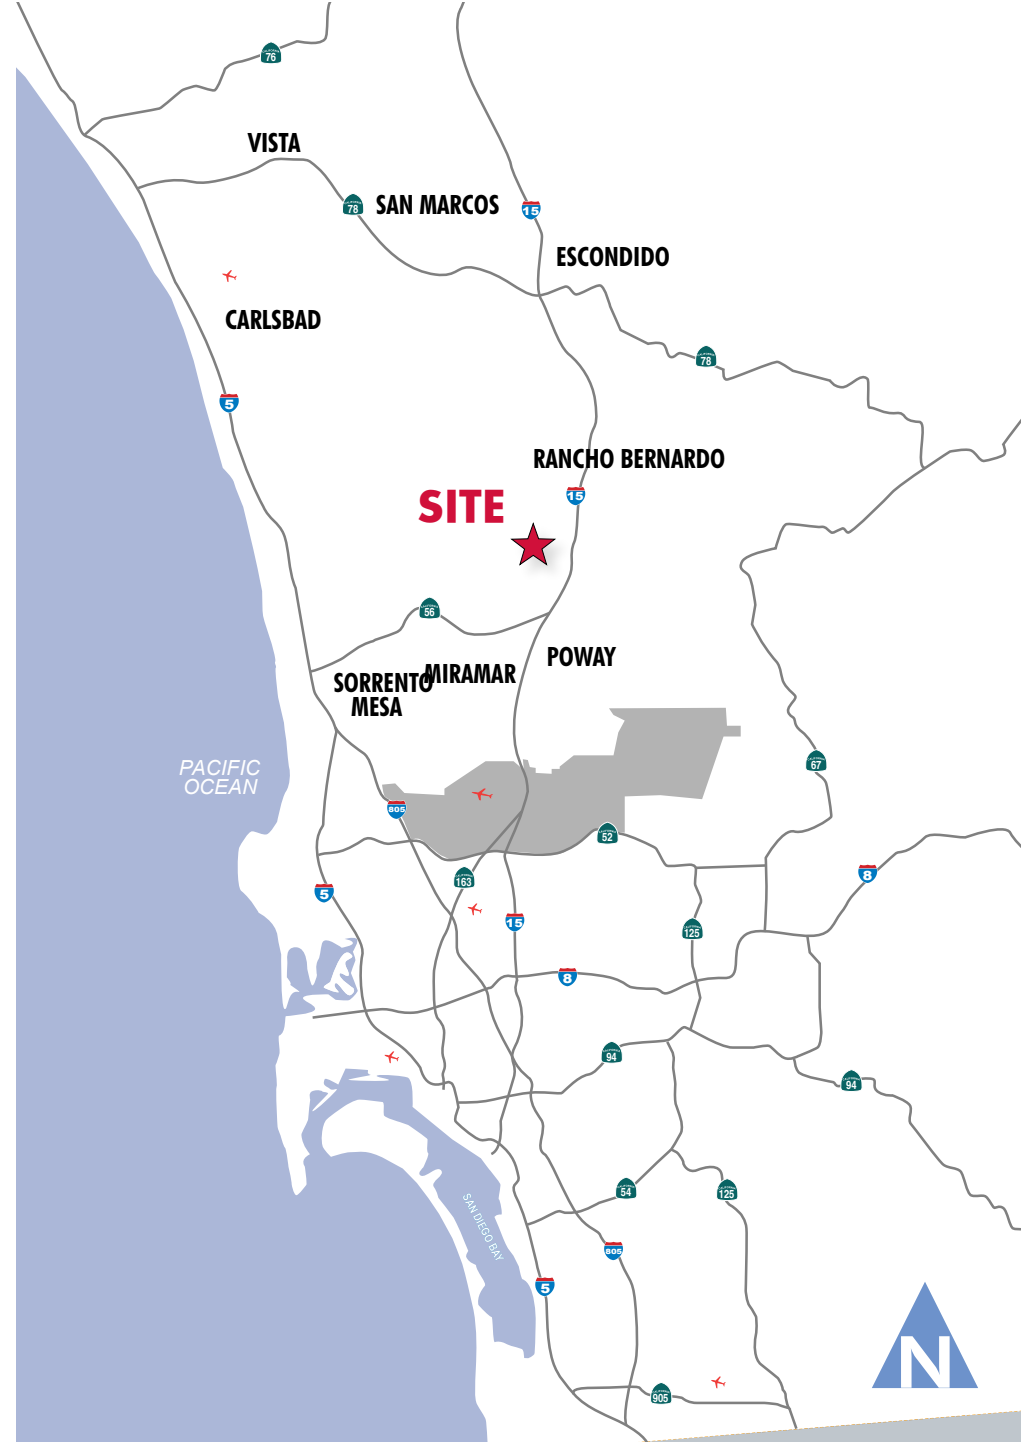 76
VISTA
78
SAN MARCOS
15
ESCONDIDO
CARLSBAD
78
5
RANCHO BERNARDO
15
SITE
56
POWAY
MIRAMAR
SORRENTO
MESA
67
PACIFIC
OCEAN
805
52
163
5
8
15
125
8
94
94
SAN DIEGO BAY
54
125
805
5
N
905